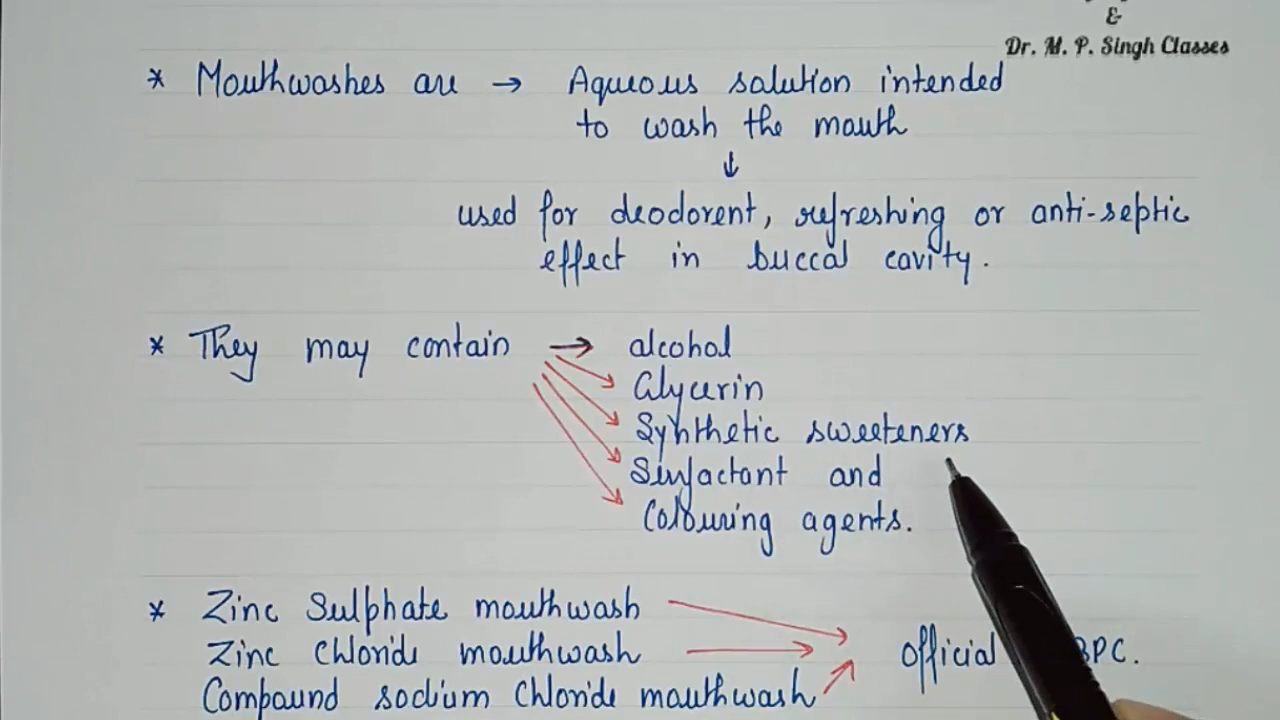 &
Dr. M. P. Singh Classes
* Mouthwashes are → Aqueous solution intended
to wash the mouth
↓
used for deodorent, refreshing or anti-septic
effect in buccal cavity.
* They may contain → alcohol
Glycerin
Synthetic sweeteners
Surfactant and
Colouring agents.
* Zinc Sulphate mouthwash
Zinc Chloride mouthwash
official BPC.
Compound sodium Chloride mouthwash